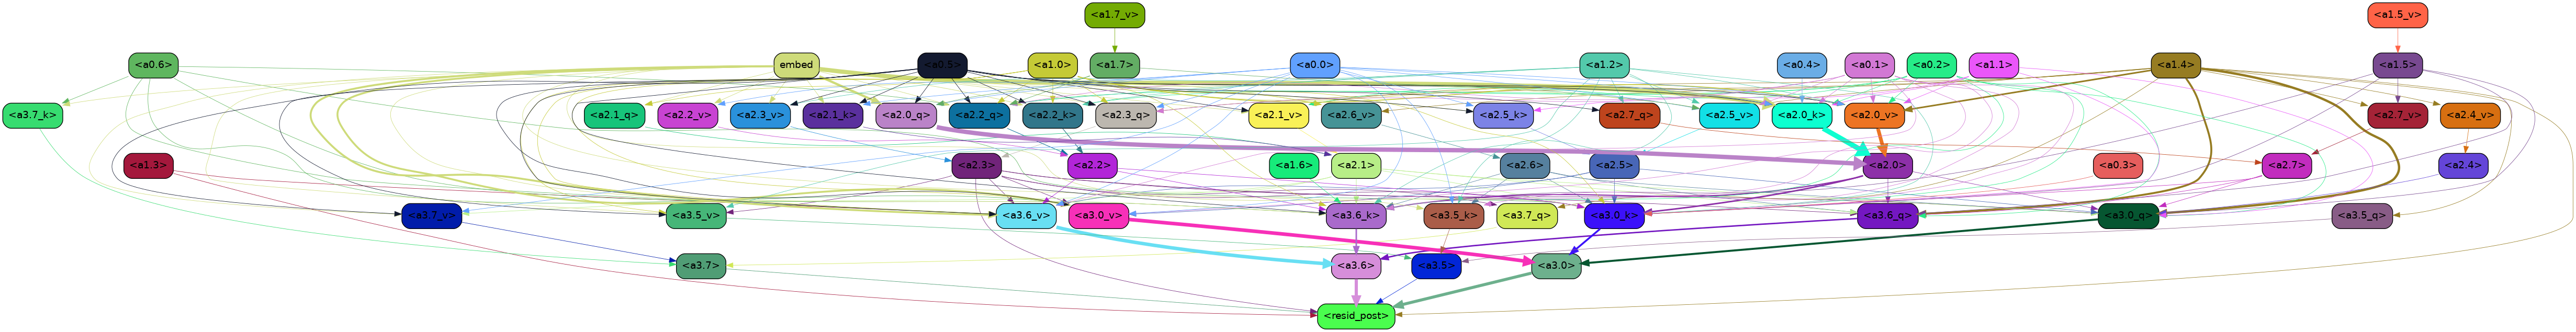 <a1.7_v> <a1.5_v>
<a0.6> embed <a0.5> <a1.0> <a1.7> <a0.0> <a1.2> <a0.4> <a0.1> <a0.2> <a1.1> <a1.4> <a1.5>
<a3.7_k> <a2.1_q> <a2.2_v> <a2.3_v> <a2.1_k> <a2.0_q> <a2.2_q> <a2.2_k> <a2.3_q> <a2.1_v> <a2.6_v> <a2.5_k> <a2.7_q> <a2.5_v> <a2.0_k> <a2.0_v> <a2.7_v> <a2.4_v>
<a1.3> <a2.3> <a2.2> <a1.6> <a2.1> <a2.6> <a2.5> <a2.0> <a0.3> <a2.7> <a2.4>
<a3.7_v> <a3.5_v> <a3.6_v> <a3.0_v> <a3.6_k> <a3.5_k> <a3.7_q> <a3.0_k> <a3.6_q> <a3.0_q> <a3.5_q>
<a3.7> <a3.6> <a3.5> <a3.0>
<resid_post>